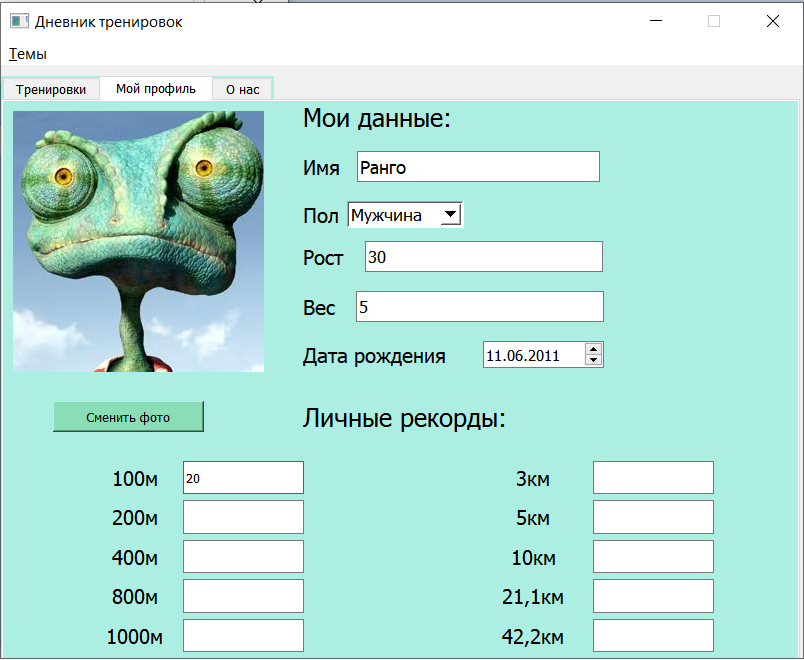 Дневник тренировок
Темы
Тренировки Мой профиль О нас
Мои данные:
Имя Ранго
Пол Мужчина
Рост 30
Вес 5
Дата рождения 11.06.2011
Сменить фото
Личные рекорды:
100м 20 3км
200м 5км
400м 10км
800м 21,1км
1000м 42,2км